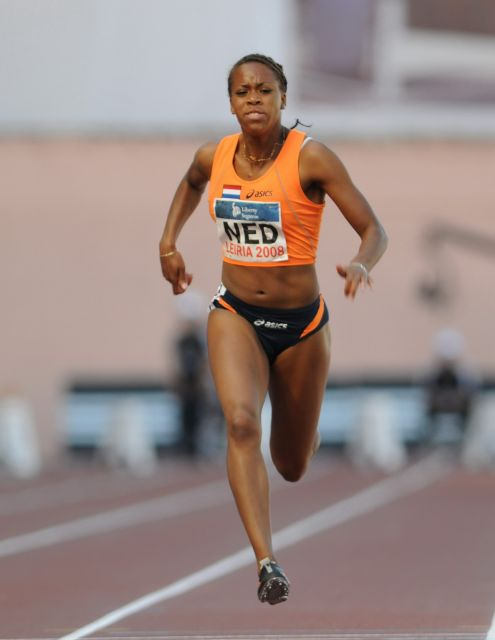 asics
Liberty
Seguros
NED
LEIRIA 2008
asics